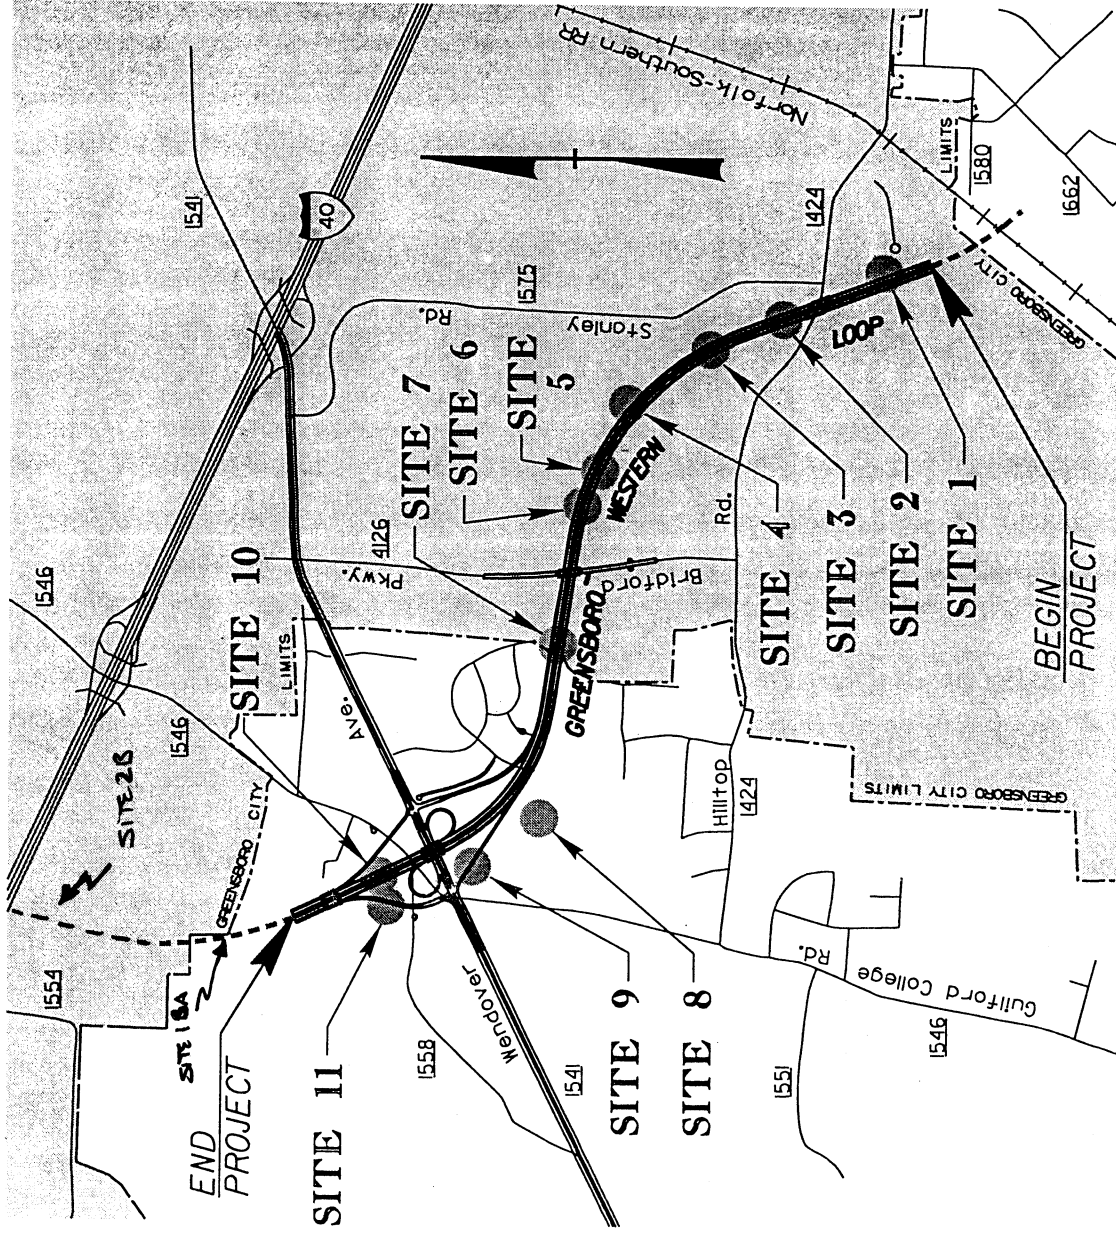 Norfolk-Southern RR
1541
40
1575
Stanley
Rd.
1424
LIMITS
1580
1662
GREENSBORO CITY
LOOP
WESTERN
GREENSBORO
SITE 7
SITE 6
SITE
5
4126
Pkwy.
Bridford
Rd.
SITE 10
LIMITS
1546
1546
SITE 2B
GREENSBORO CITY
Ave.
SITE 4
SITE 3
SITE 2
SITE 1
BEGIN
PROJECT
Hilltop
1424
GREENSBORO CITY LIMITS
1554
SITE 1BA
END
PROJECT
SITE 11
1558
Wendover
1541
SITE 9
SITE 8
Rd.
Guilford College
1551
1546